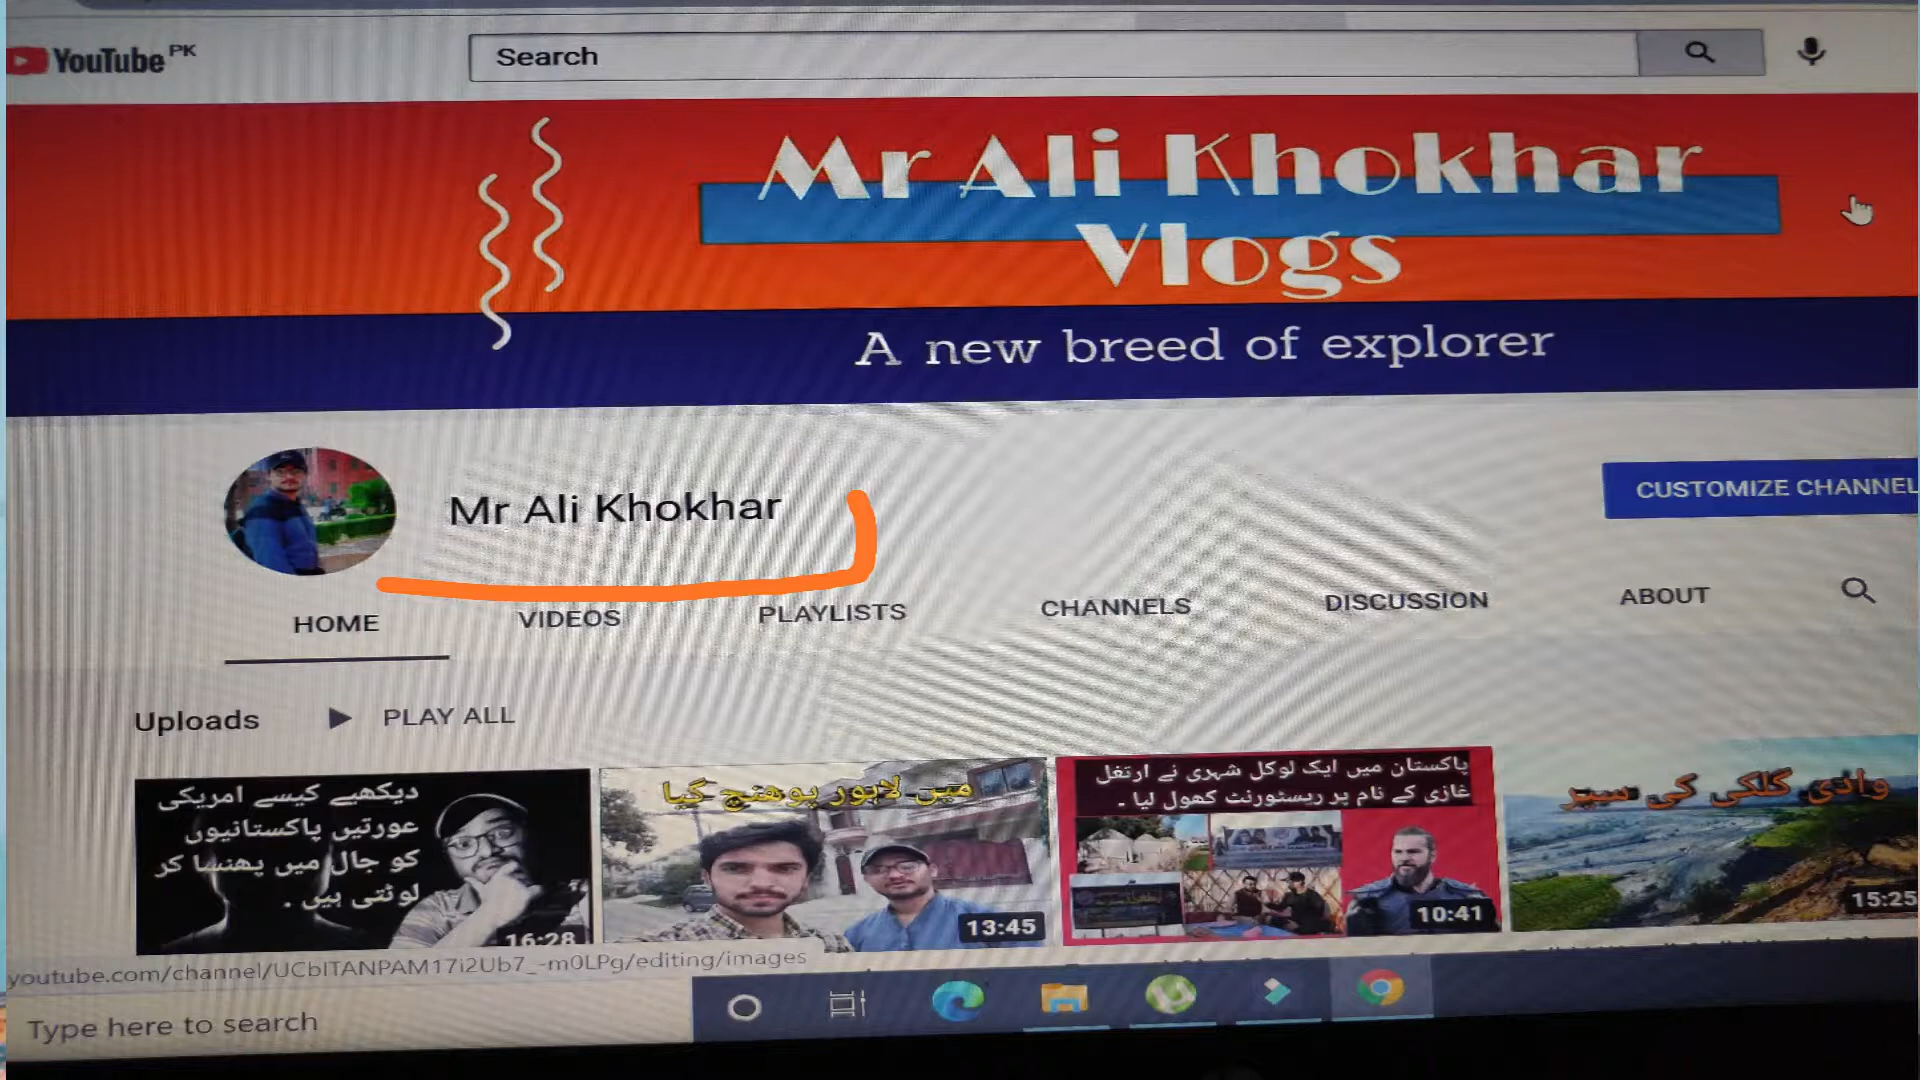 YouTube PK
Search
Mr Ali Khokhar
Vlogs
A new breed of explorer
Mr Ali Khokhar
CUSTOMIZE CHANNEL
HOME VIDEOS PLAYLISTS CHANNELS DISCUSSION ABOUT
Uploads PLAY ALL
دیکھیے کیسے امریکی
عورتیں پاکستانیوں
کو جال میں پھنسا کر
لوٹتی ہیں۔
16:28
میں لاہور پوھنچ گیا
13:45
پاکستان میں ایک لوکل شہری نے ارتغل
غازی کے نام پر ریسٹورنٹ کھول لیا۔
10:41
وادی گلکی کی سیر
15:25
youtube.com/channel/UCbITANPAM17i2Ub7_-m0LPg/editing/images
Type here to search